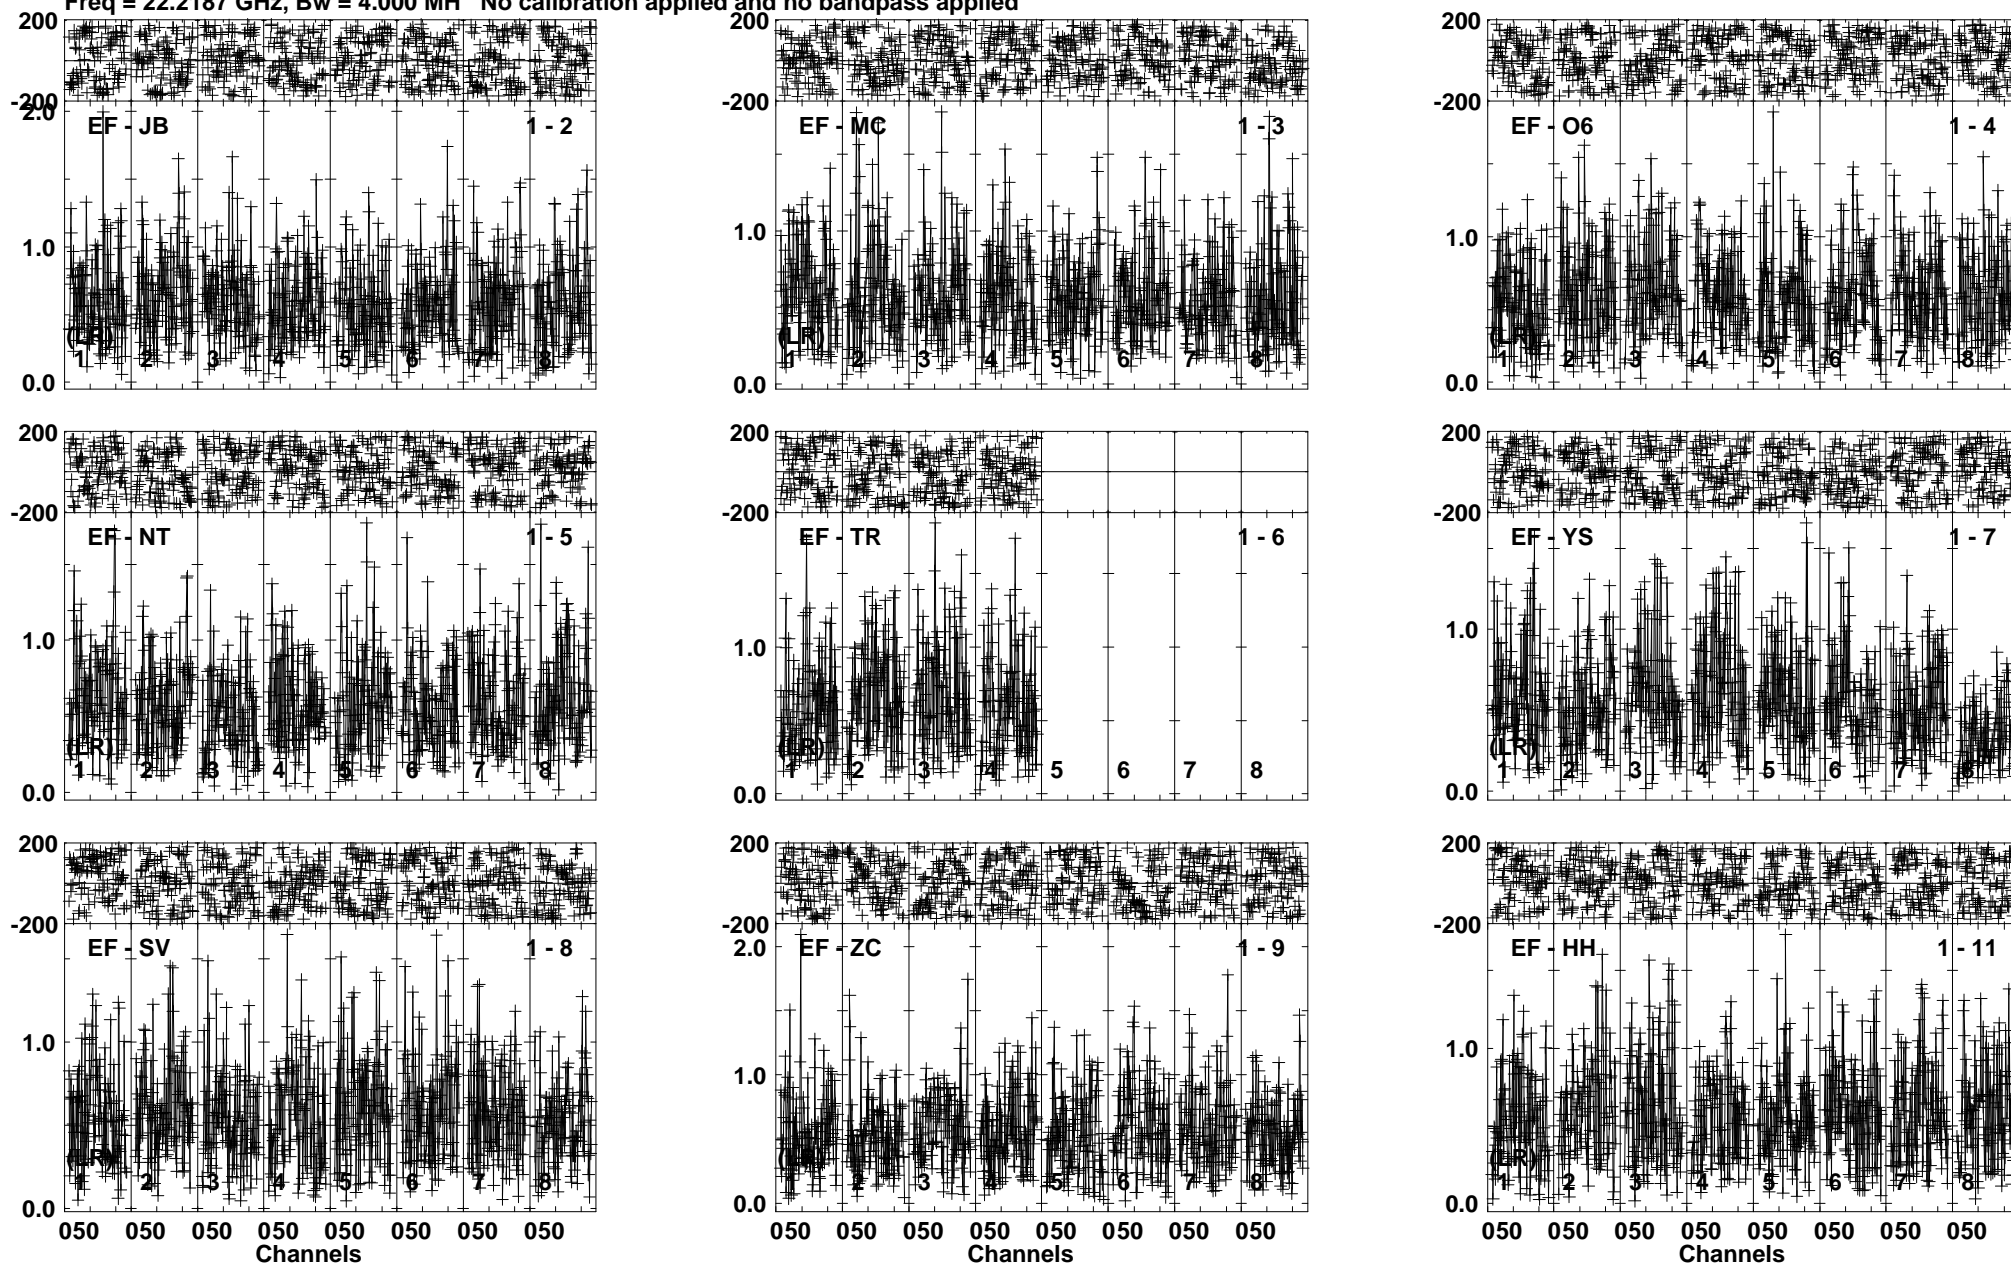 Freq = 22.2187 GHz, Bw = 4.000 MH No calibration applied and no bandpass applied
200 200 200
-200 -200 -200
2.0 EF - JB 1 - 2 EF - MC 1 - 3 EF - O6 1 - 4
1.0 1.0 1.0
(LR) (LR) (LR)
1 2 3 4 5 6 7 8 1 2 3 4 5 6 7 8 1 2 3 4 5 6 7 8
0.0 0.0 0.0
200 200 200
-200 -200 -200
EF - NT 1 - 5 EF - TR 1 - 6 EF - YS 1 - 7
1.0 1.0 1.0
(LR) (LR) (LR)
1 2 3 4 5 6 7 8 1 2 3 4 5 6 7 8 1 2 3 4 5 6 7 8
0.0 0.0 0.0
200 200 200
-200 -200 -200
EF - SV 1 - 8 2.0 EF - ZC 1 - 9 EF - HH 1 - 11
1.0 1.0 1.0
(LR) (LR) (LR)
1 2 3 4 5 6 7 8 1 2 3 4 5 6 7 8 1 2 3 4 5 6 7 8
0.0 0.0 0.0
050 050 050 050 050 050 050 050 050 050 050 050 050 050 050 050 050 050 050 050 050 050 050 050
Channels Channels Channels